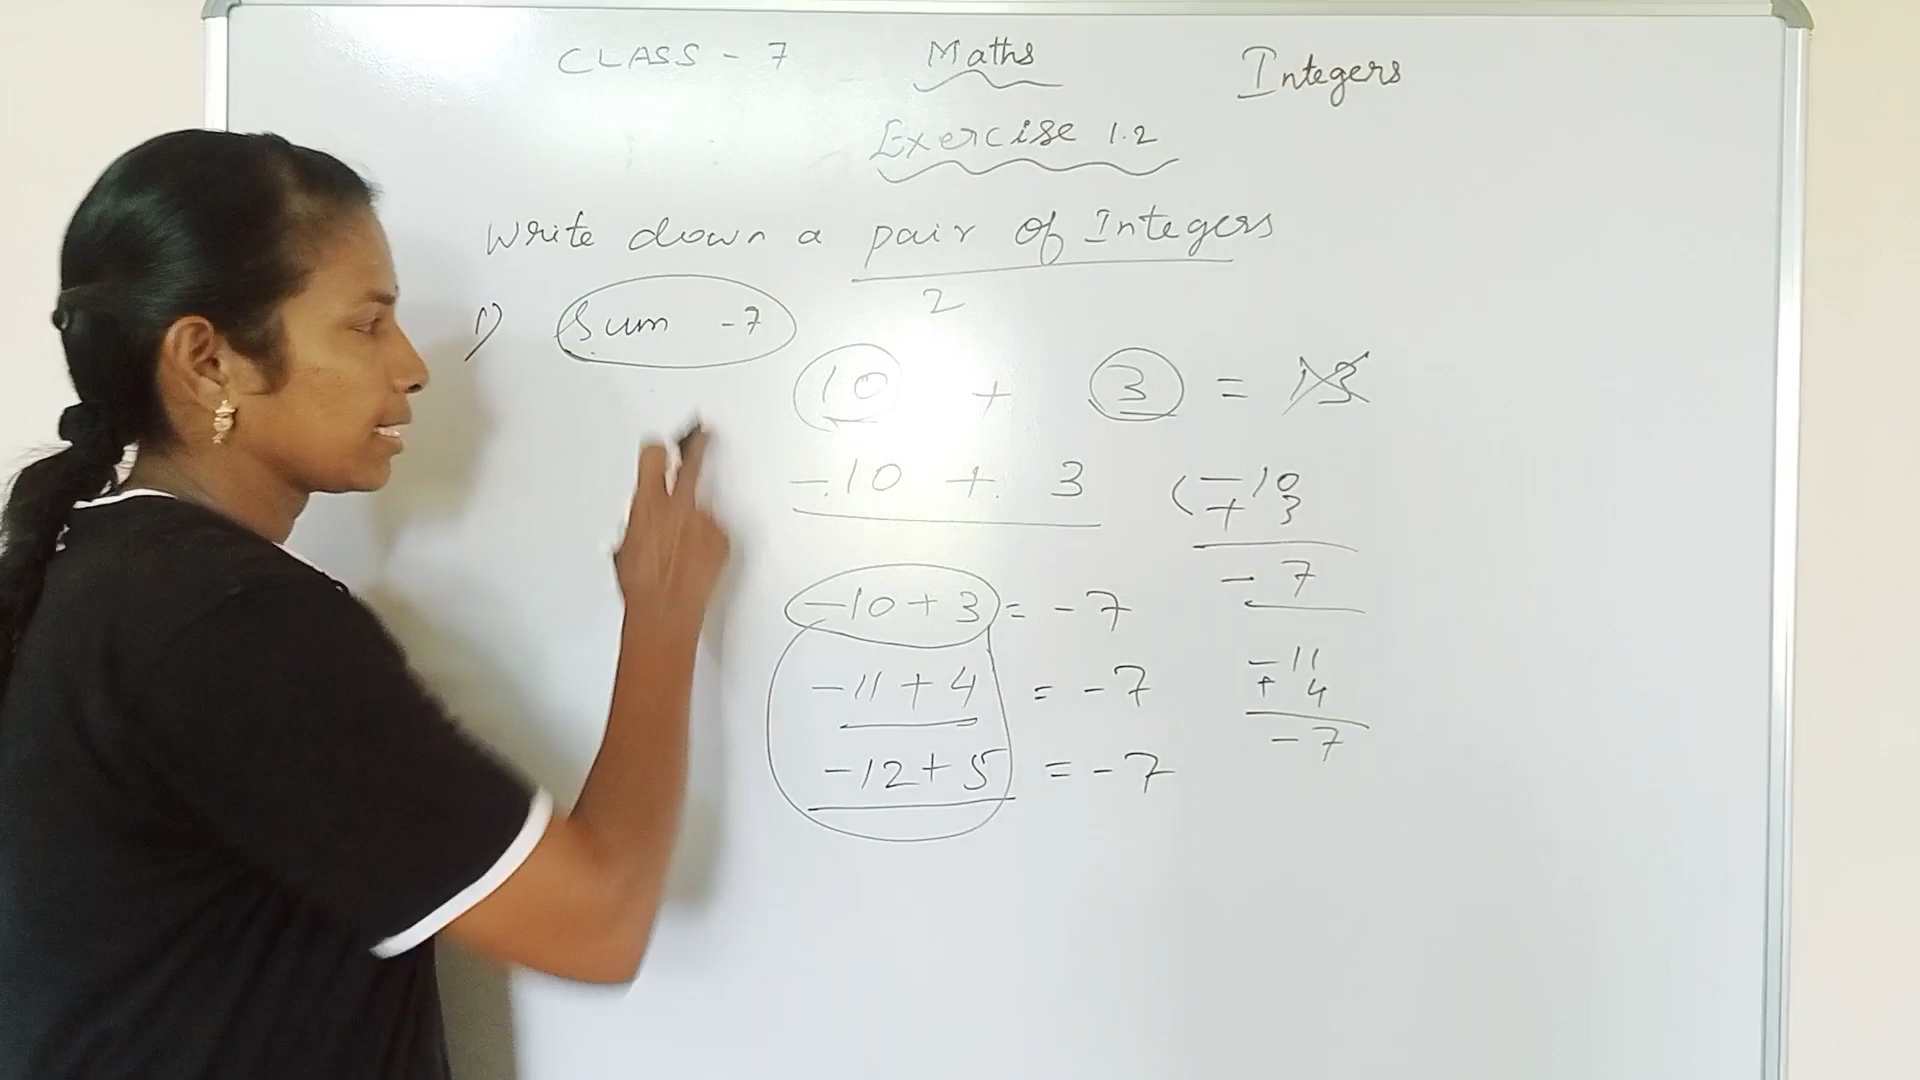 CLASS - 7 Maths Integers
Exercise 1.2
Write down a pair of Integers
2
1) Sum -7
10 + 3 = 13
-10 + 3
-10
+ 3
-7
-10+3 = -7
-11+4 = -7
-12+5 = -7
-11
+ 4
-7